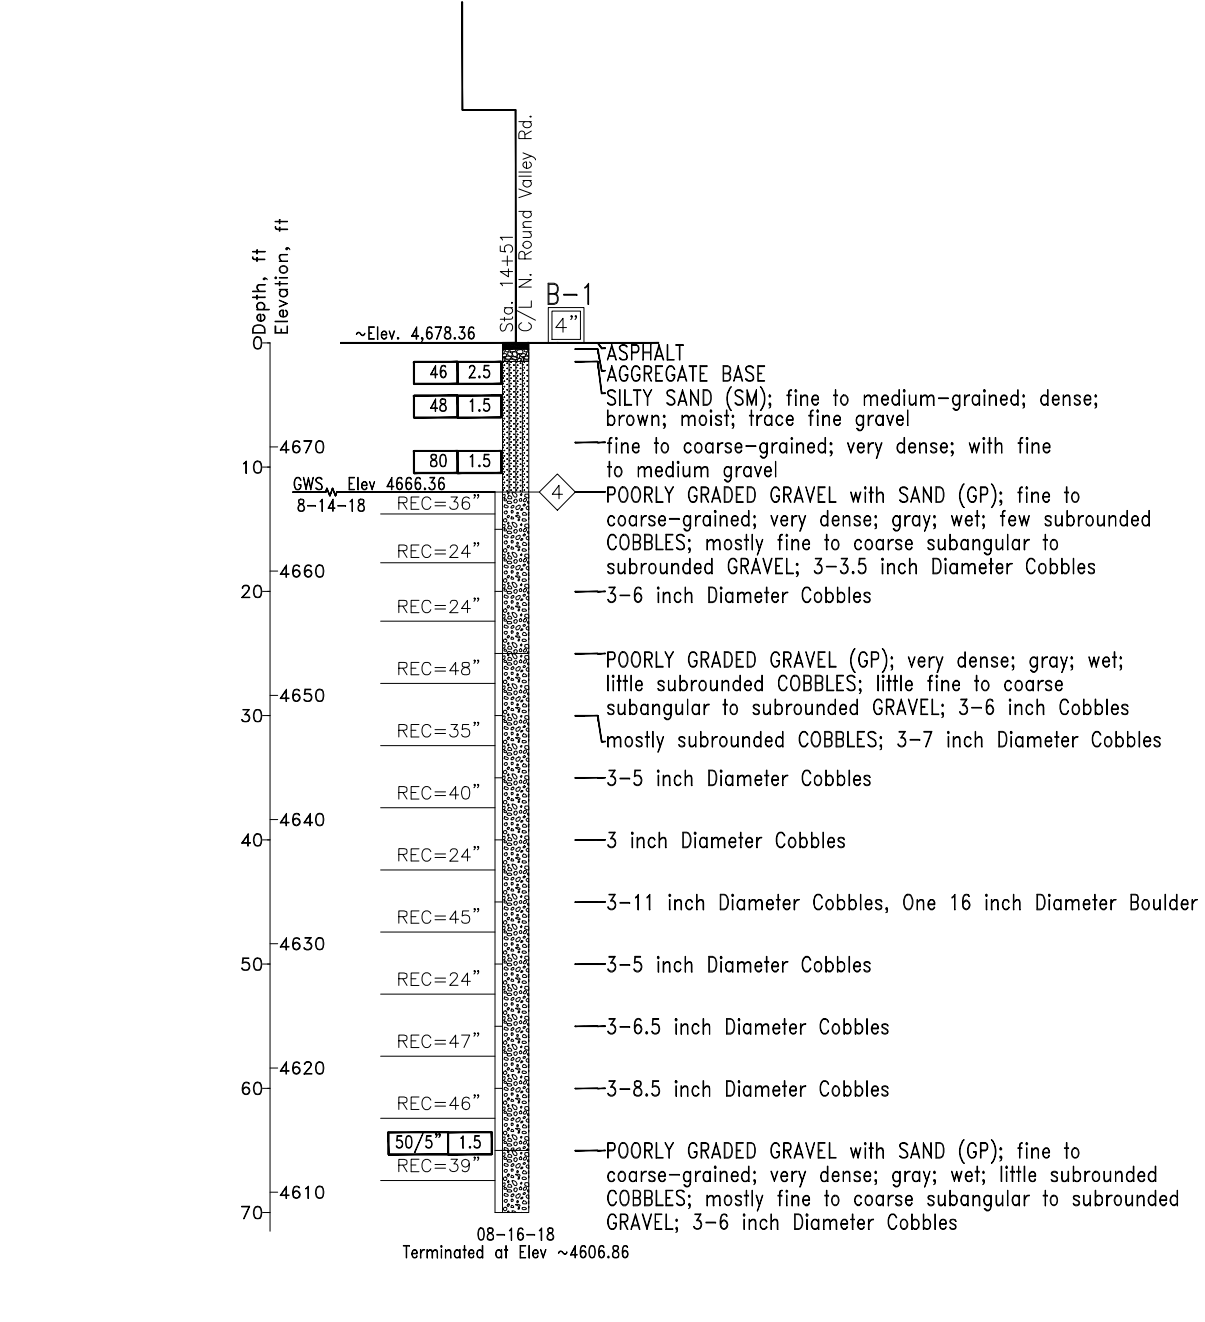 Depth, ft
Elevation, ft
Sta. 14+51
C/L N. Round Valley Rd.
B-1
4"
~Elev. 4,678.36
0
ASPHALT
46 2.5
AGGREGATE BASE
48 1.5
SILTY SAND (SM); fine to medium-grained; dense;
brown; moist; trace fine gravel
4670
fine to coarse-grained; very dense; with fine
to medium gravel
10
80 1.5
GWS Elev 4666.36
8-14-18
REC=36"
4
POORLY GRADED GRAVEL with SAND (GP); fine to
coarse-grained; very dense; gray; wet; few subrounded
COBBLES; mostly fine to coarse subangular to
subrounded GRAVEL; 3-3.5 inch Diameter Cobbles
REC=24"
4660
20
3-6 inch Diameter Cobbles
REC=24"
POORLY GRADED GRAVEL (GP); very dense; gray; wet;
little subrounded COBBLES; little fine to coarse
subangular to subrounded GRAVEL; 3-6 inch Cobbles
REC=48"
4650
30
REC=35"
mostly subrounded COBBLES; 3-7 inch Diameter Cobbles
3-5 inch Diameter Cobbles
REC=40"
4640
40
3 inch Diameter Cobbles
REC=24"
3-11 inch Diameter Cobbles, One 16 inch Diameter Boulder
REC=45"
4630
50
3-5 inch Diameter Cobbles
REC=24"
3-6.5 inch Diameter Cobbles
REC=47"
4620
60
3-8.5 inch Diameter Cobbles
REC=46"
50/5" 1.5
REC=39"
POORLY GRADED GRAVEL with SAND (GP); fine to
coarse-grained; very dense; gray; wet; little subrounded
COBBLES; mostly fine to coarse subangular to subrounded
GRAVEL; 3-6 inch Diameter Cobbles
4610
70
08-16-18
Terminated at Elev ~4606.86